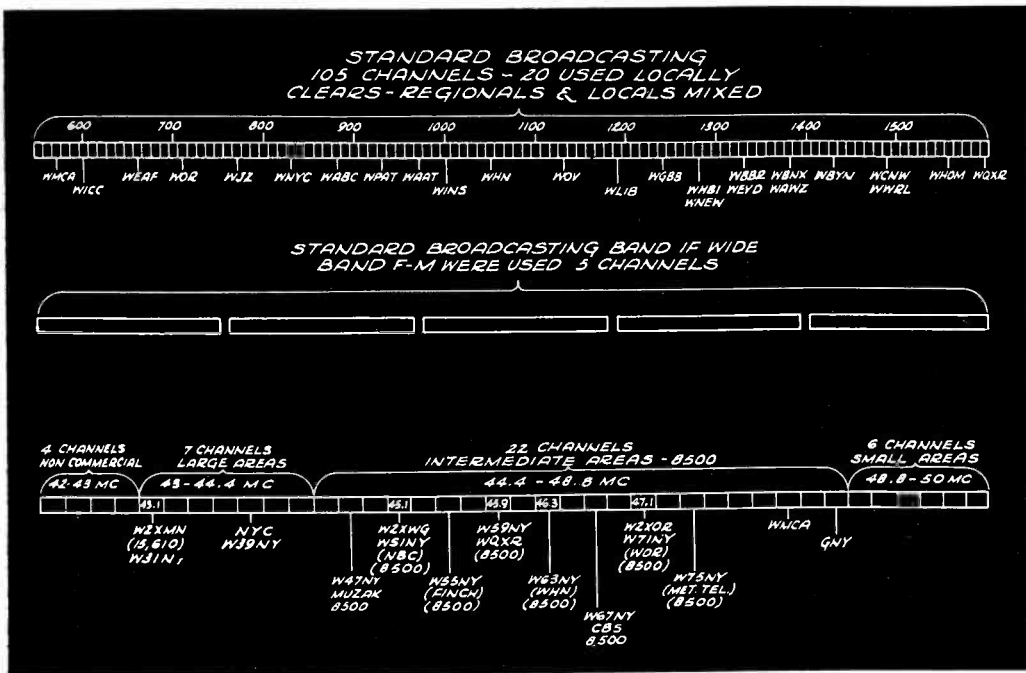 STANDARD BROADCASTING
105 CHANNELS - 20 USED LOCALLY
CLEARS - REGIONALS & LOCALS MIXED
600 700 800 900 1000 1100 1200 1300 1400 1500
WMCA WEAF WOR WJZ WNYC WABC WPAT WAAT WHN WOV WGBB WBBR WBNX WBYN WCNW WHOM WQXR
WICC WINS WLIB WHBI WEYD WAWZ WWRL
WNEW
STANDARD BROADCASTING BAND IF WIDE
BAND F-M WERE USED 5 CHANNELS
4 CHANNELS
NON COMMERCIAL
42-43 MC
7 CHANNELS
LARGE AREAS
43-44.4 MC
22 CHANNELS
INTERMEDIATE AREAS - 8500
44.4 - 48.8 MC
6 CHANNELS
SMALL AREAS
48.8 - 50 MC
43.1 45.1 45.9 46.3 47.1
W2XMN
(15,610)
W31N
NYC
W39NY
W47NY
MUZAK
8500
W2XWG
W51NY
(NBC)
(8500)
W55NY
(FINCH)
(8500)
W59NY
WQXR
(8500)
W63NY
(WHN)
(8500)
W67NY
CBS
8,500
W2XOR
W71NY
(WOR)
(8500)
W75NY
(MET. TEL.)
(8500)
WMCA
GNY